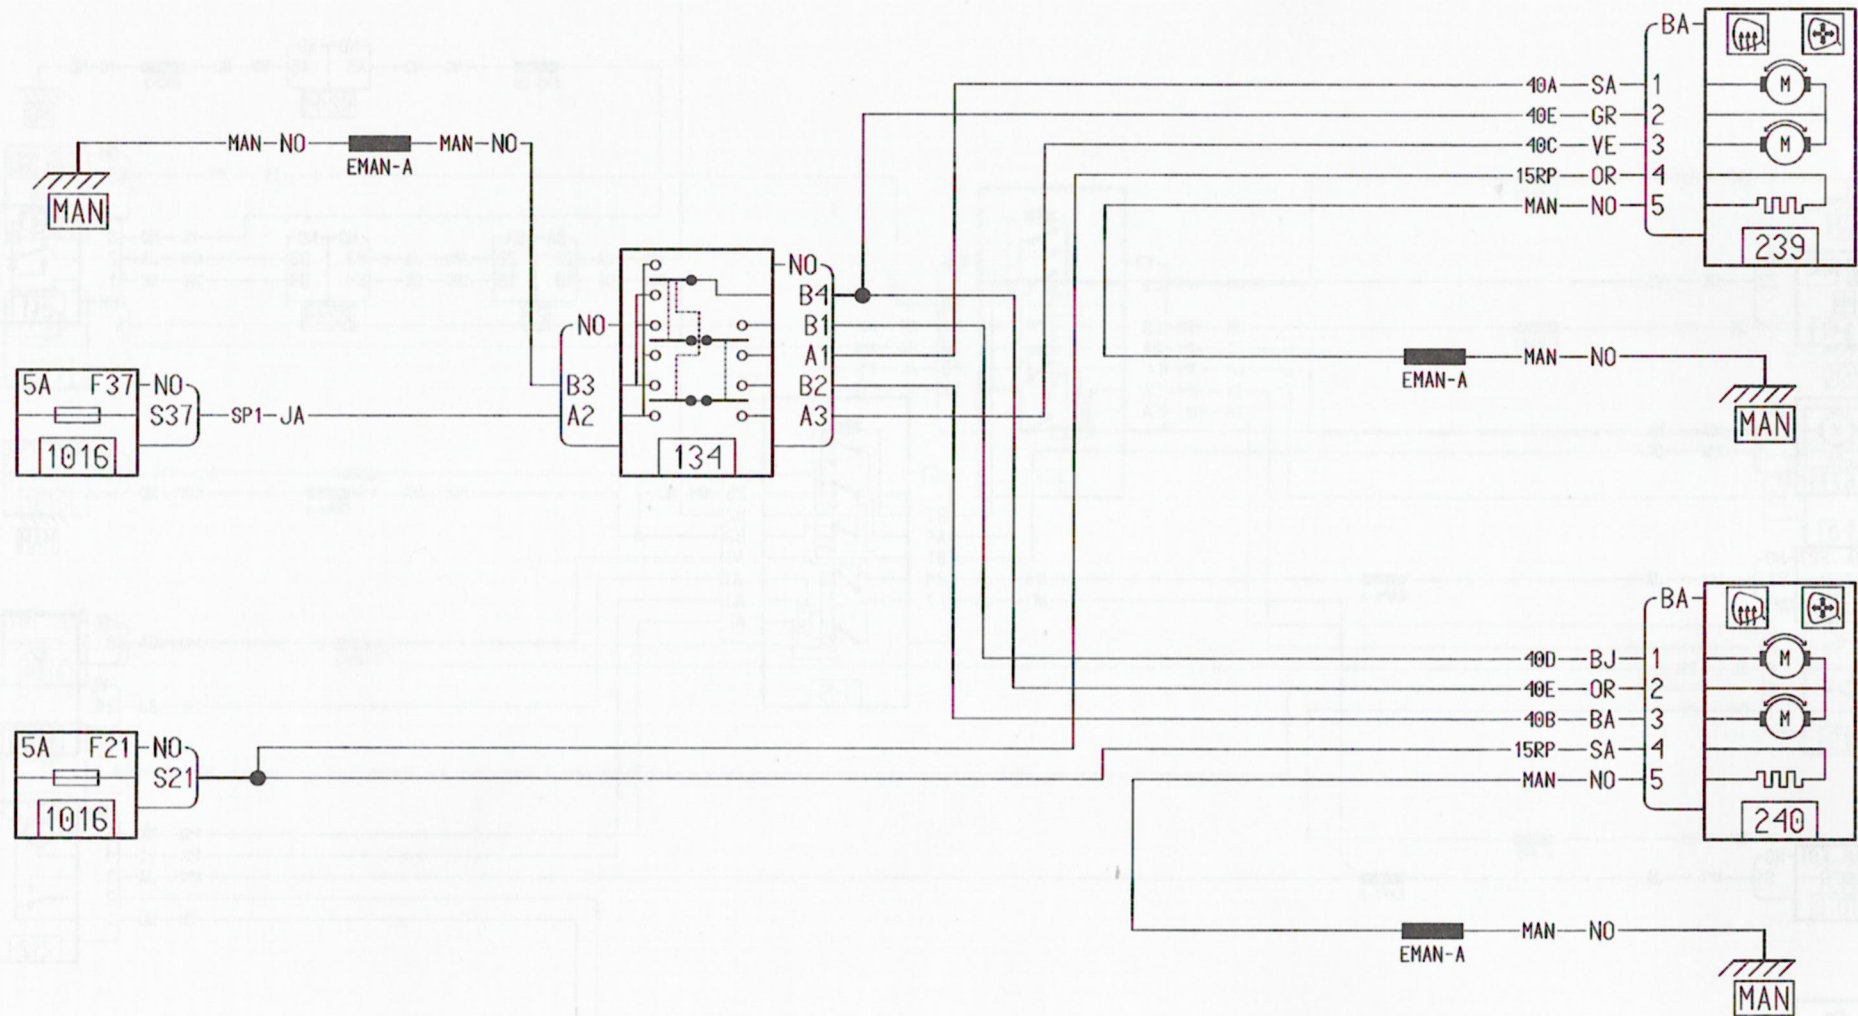 BA
40A SA 1
M
40E GR 2
40C VE 3
M
15RP OR 4
MAN NO 5
239
MAN NO
EMAN-A
MAN NO
MAN
NO
B4
NO
B1
A1
B3
B2
A2
A3
134
5A F37 NO
S37
SP1 JA
1016
EMAN-A
MAN NO
MAN
BA
40D BJ 1
M
40E OR 2
40B BA 3
M
15RP SA 4
MAN NO 5
240
5A F21 NO
S21
1016
EMAN-A
MAN NO
MAN